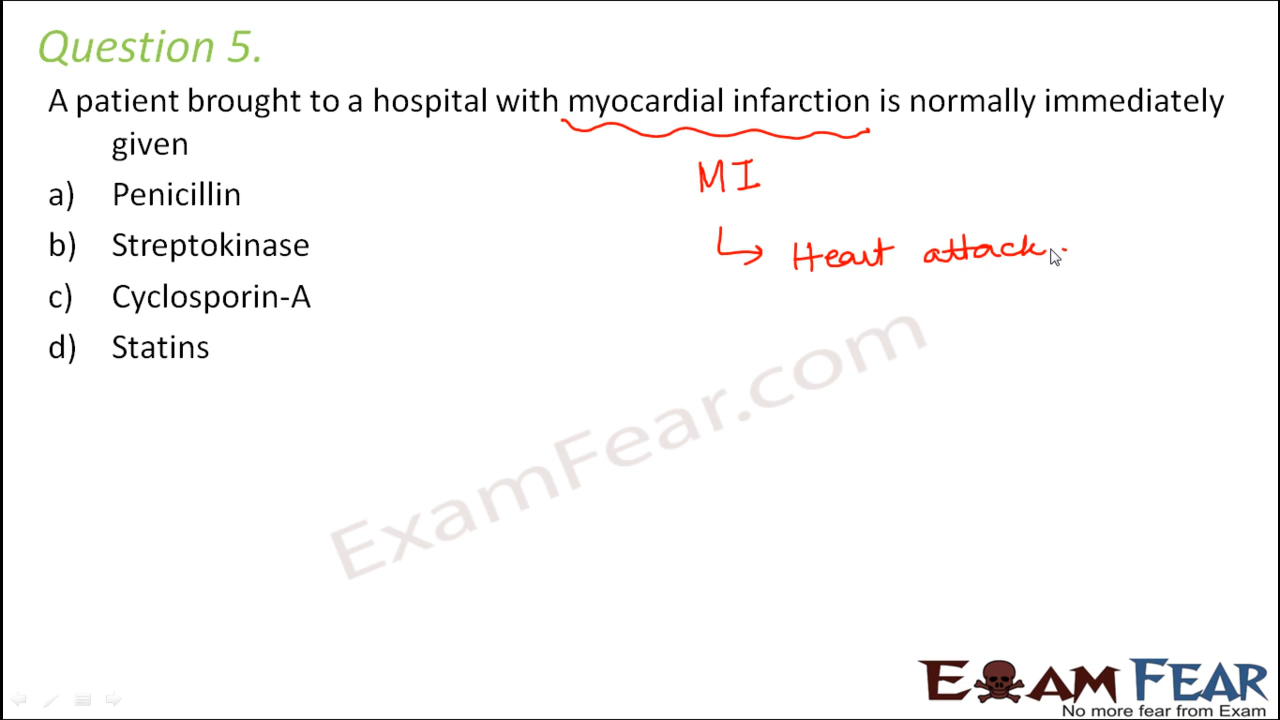 Question 5.
A patient brought to a hospital with myocardial infarction is normally immediately
given
MI
a) Penicillin
b) Streptokinase
Heart attack.
c) Cyclosporin-A
d) Statins
ExamFear.com
EXAM FEAR
No more fear from Exam